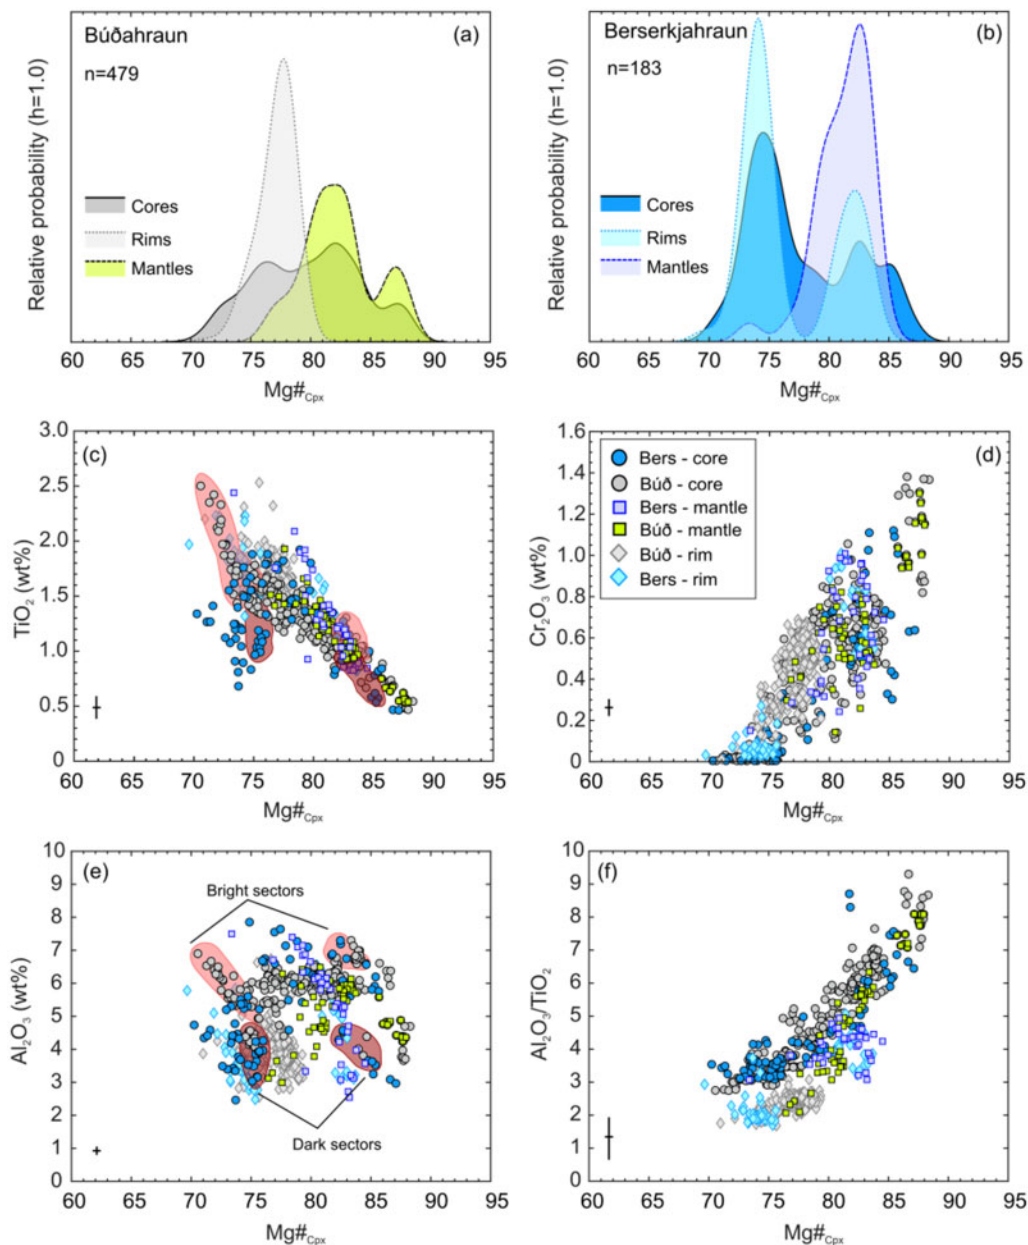 Búðahraun
(a)
n=479
Relative probability (h=1.0)
Cores
Rims
Mantles
60 65 70 75 80 85 90 95
Mg#Cpx
Berserkjahraun
(b)
n=183
Relative probability (h=1.0)
Cores
Rims
Mantles
60 65 70 75 80 85 90 95
Mg#Cpx
(c)
TiO2 (wt%)
3.0
2.5
2.0
1.5
1.0
0.5
0
60 65 70 75 80 85 90 95
Mg#Cpx
(d)
Cr2O3 (wt%)
1.6
1.4
1.2
1.0
0.8
0.6
0.4
0.2
0
Bers - core
Búð - core
Bers - mantle
Búð - mantle
Búð - rim
Bers - rim
60 65 70 75 80 85 90 95
Mg#Cpx
(e)
Al2O3 (wt%)
10
9
8
7
6
5
4
3
2
1
0
Bright sectors
Dark sectors
60 65 70 75 80 85 90 95
Mg#Cpx
(f)
Al2O3/TiO2
10
9
8
7
6
5
4
3
2
1
0
60 65 70 75 80 85 90 95
Mg#Cpx